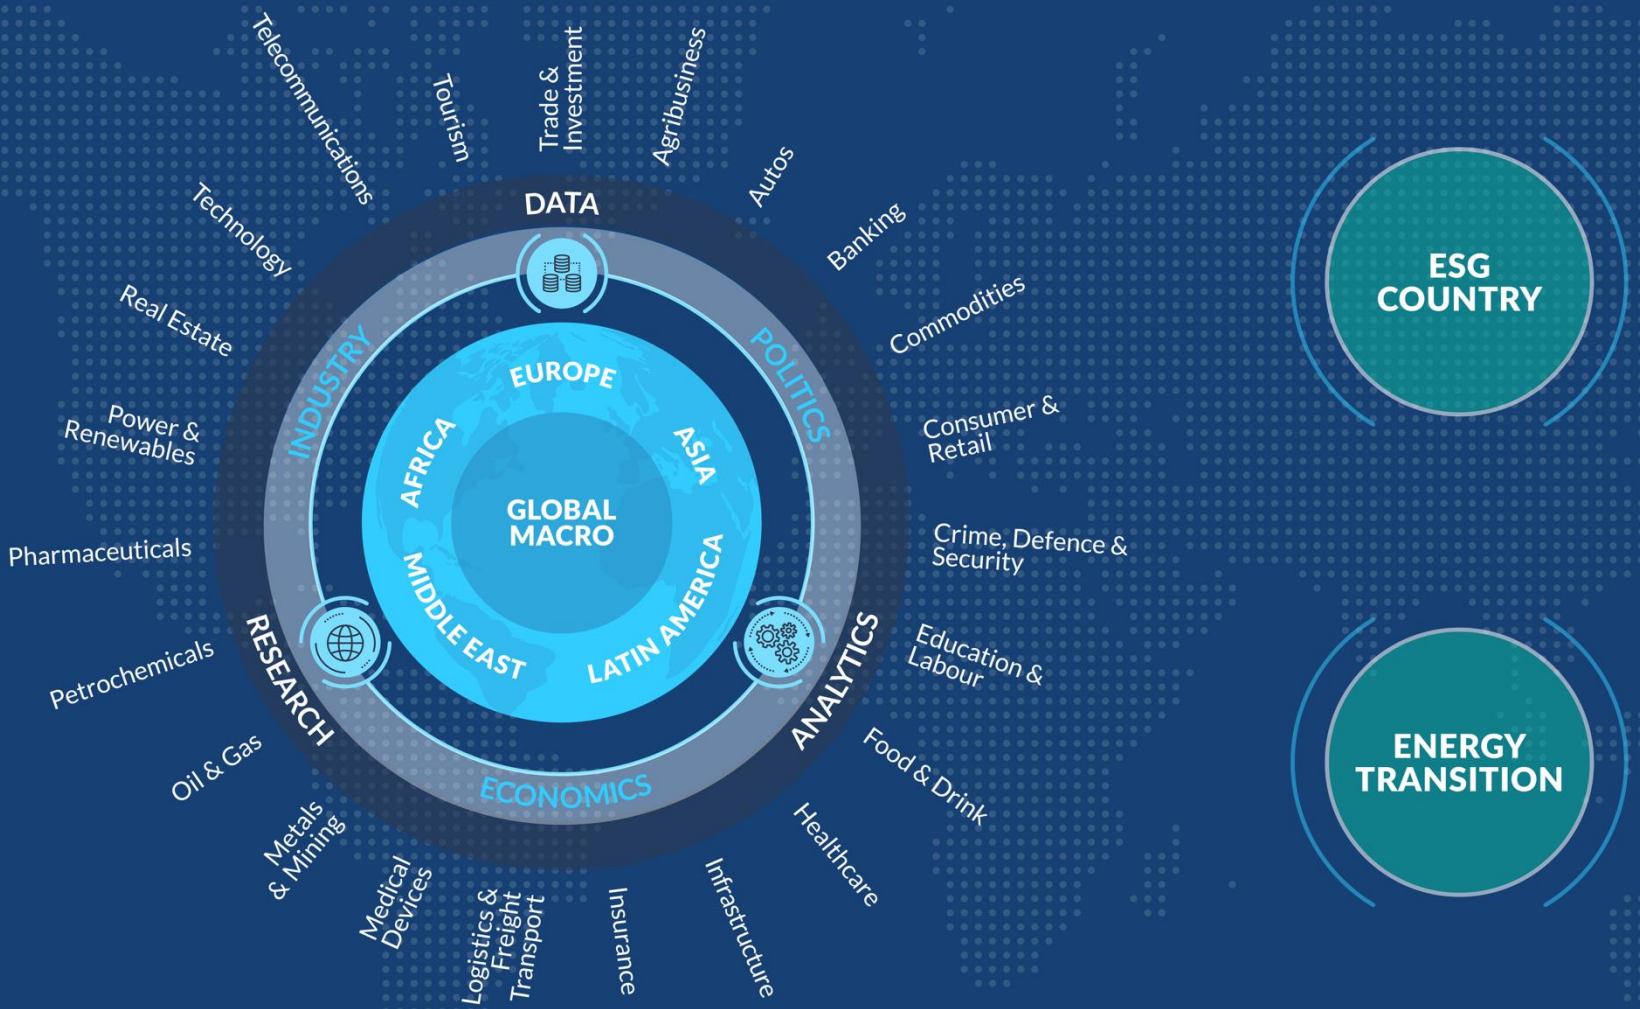 DATA
POLITICS
ANALYTICS
ECONOMICS
RESEARCH
INDUSTRY
EUROPE
ASIA
LATIN AMERICA
MIDDLE EAST
AFRICA
GLOBAL
MACRO
Trade &
Investment
Agribusiness
Autos
Banking
Commodities
Consumer &
Retail
Crime, Defence &
Security
Education &
Labour
Food & Drink
Healthcare
Infrastructure
Insurance
Logistics &
Freight
Transport
Medical
Devices
Metals
& Mining
Oil & Gas
Petrochemicals
Pharmaceuticals
Power &
Renewables
Real Estate
Technology
Telecommunications
Tourism
ESG
COUNTRY
ENERGY
TRANSITION